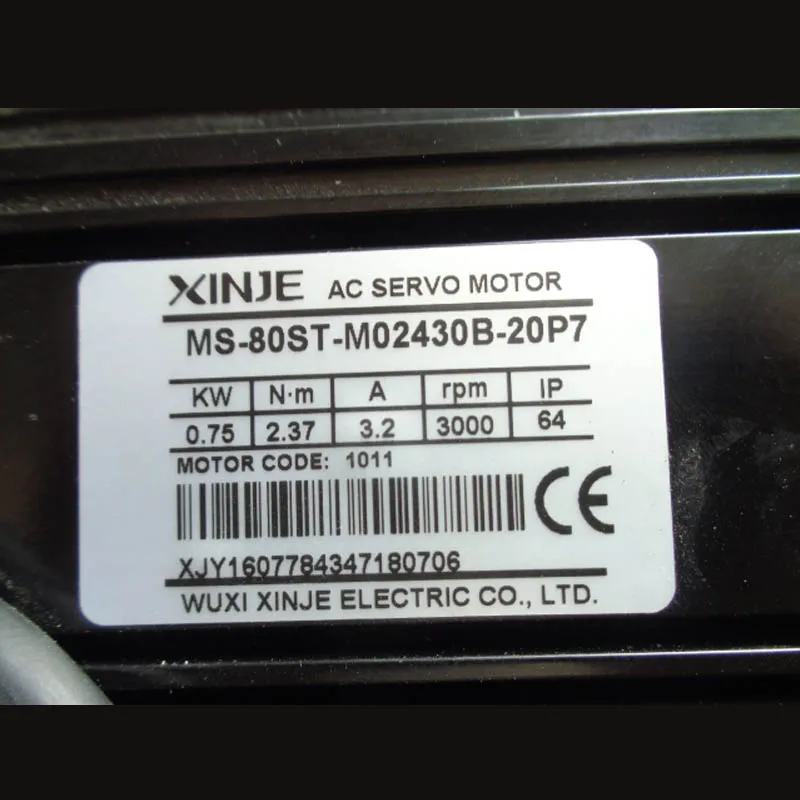 XINJE AC SERVO MOTOR
MS-80ST-M02430B-20P7
KW N·m A rpm IP
0.75 2.37 3.2 3000 64
MOTOR CODE: 1011
CE
XJY1607784347180706
WUXI XINJE ELECTRIC CO., LTD.